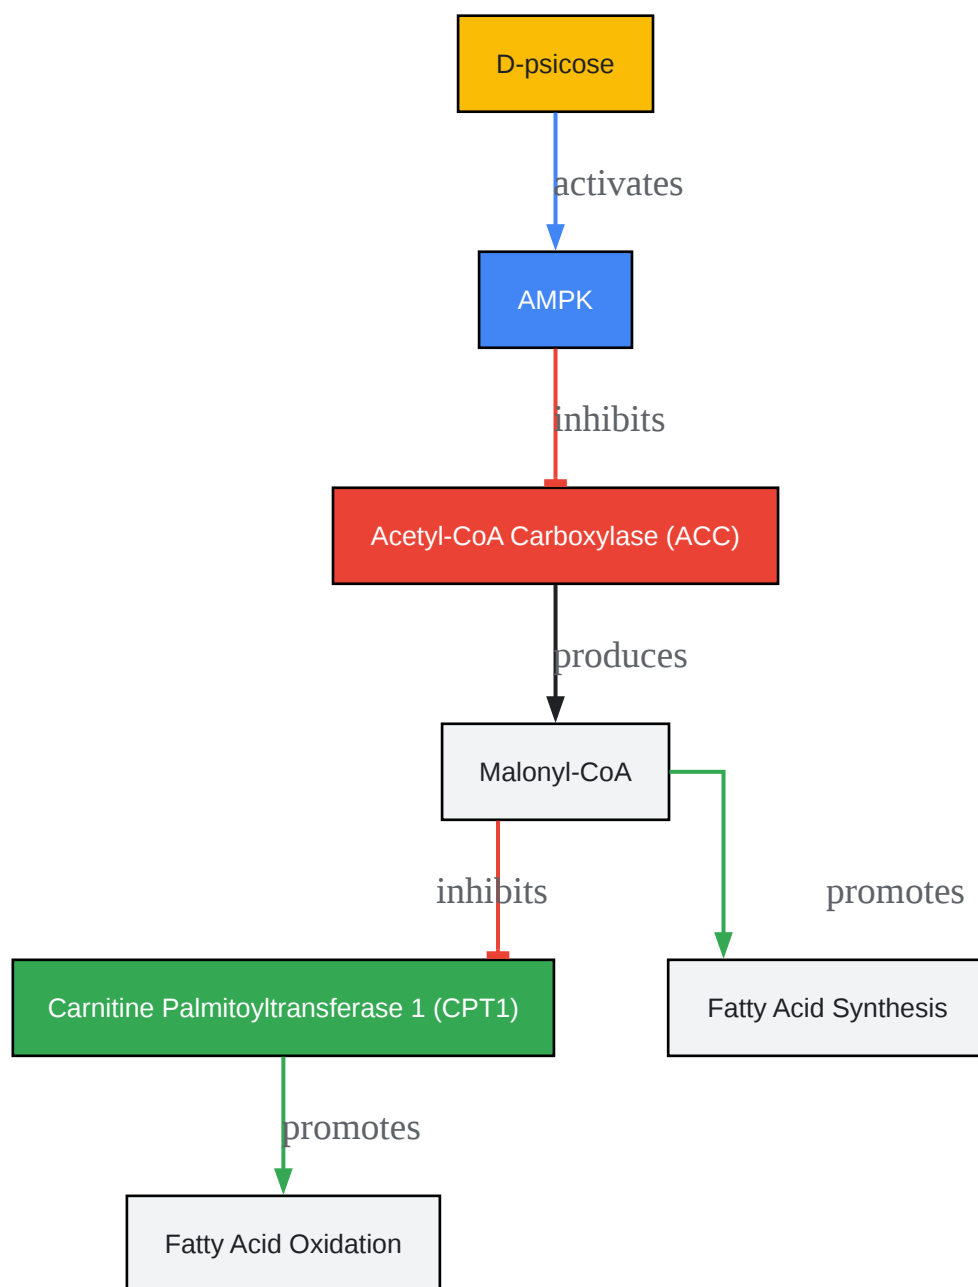 D-psicose
activates
AMPK
inhibits
Acetyl-CoA Carboxylase (ACC)
produces
Malonyl-CoA
inhibits
promotes
Carnitine Palmitoyltransferase 1 (CPT1)
Fatty Acid Synthesis
promotes
Fatty Acid Oxidation